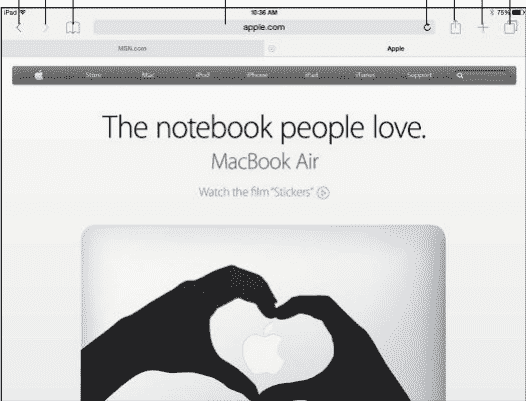 iPad 10:36 AM 75%
apple.com
MSN.com Apple
Store Mac iPod iPhone iPad iTunes Support
The notebook people love.
MacBook Air
Watch the film "Stickers"